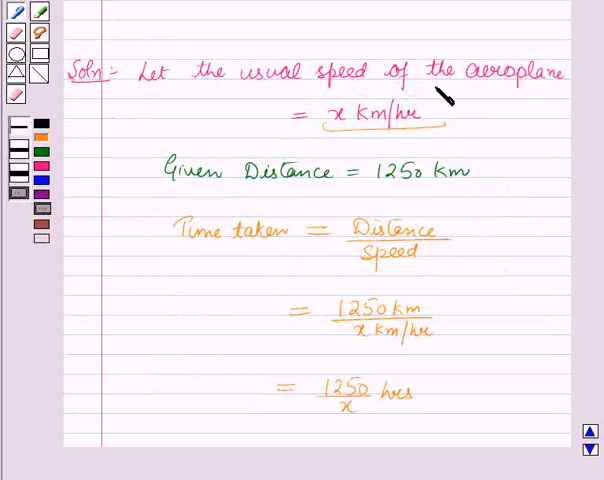 Soln:- Let the usual speed of the aeroplane
= x km/hr
Given Distance = 1250 km
Time taken = Distance / Speed
= 1250 km / x km/hr
= 1250 / x hrs